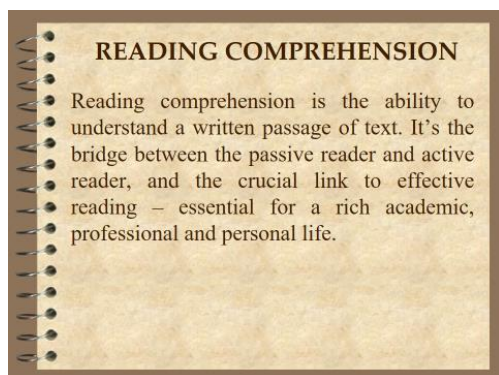 READING COMPREHENSION
Reading comprehension is the ability to
understand a written passage of text. It's the
bridge between the passive reader and active
reader, and the crucial link to effective
reading – essential for a rich academic,
professional and personal life.